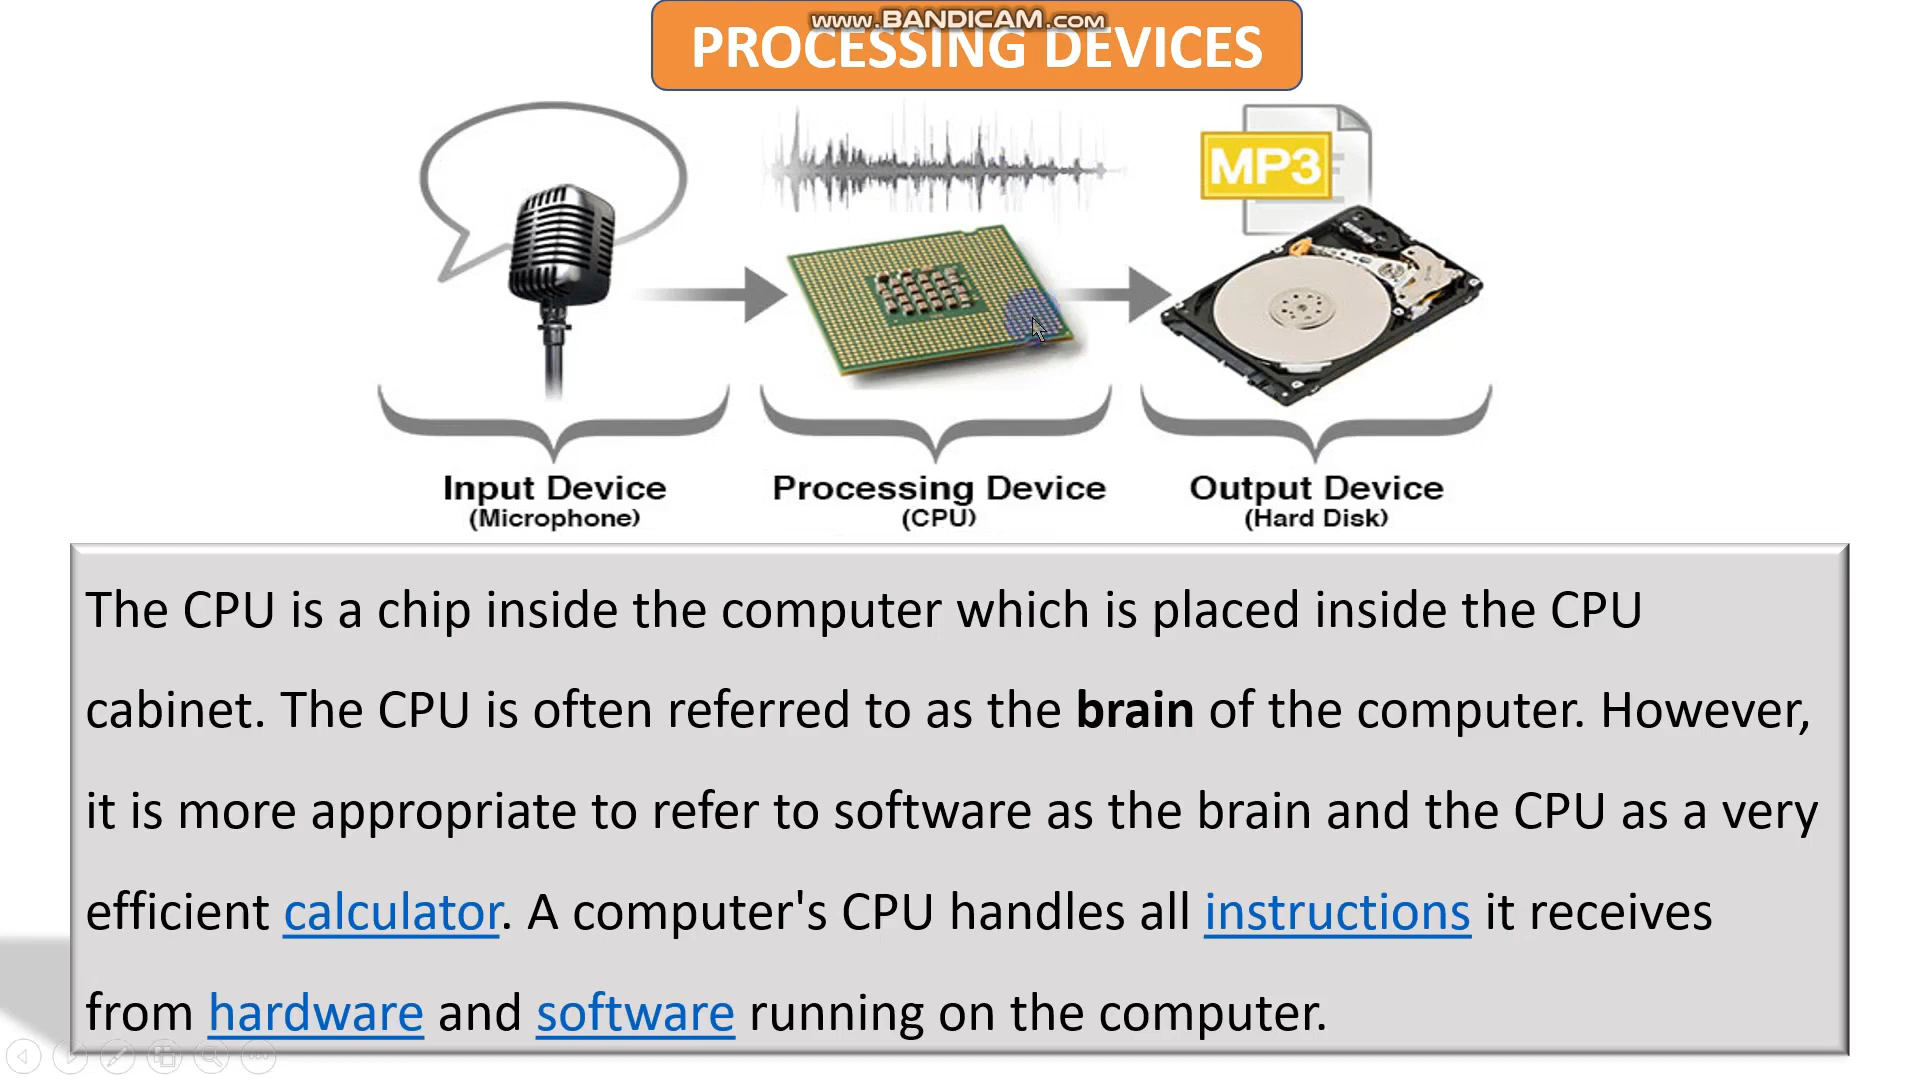 www.BANDICAM.com
PROCESSING DEVICES
MP3
Input Device
(Microphone)
Processing Device
(CPU)
Output Device
(Hard Disk)
The CPU is a chip inside the computer which is placed inside the CPU
cabinet. The CPU is often referred to as the brain of the computer. However,
it is more appropriate to refer to software as the brain and the CPU as a very
efficient calculator. A computer's CPU handles all instructions it receives
from hardware and software running on the computer.